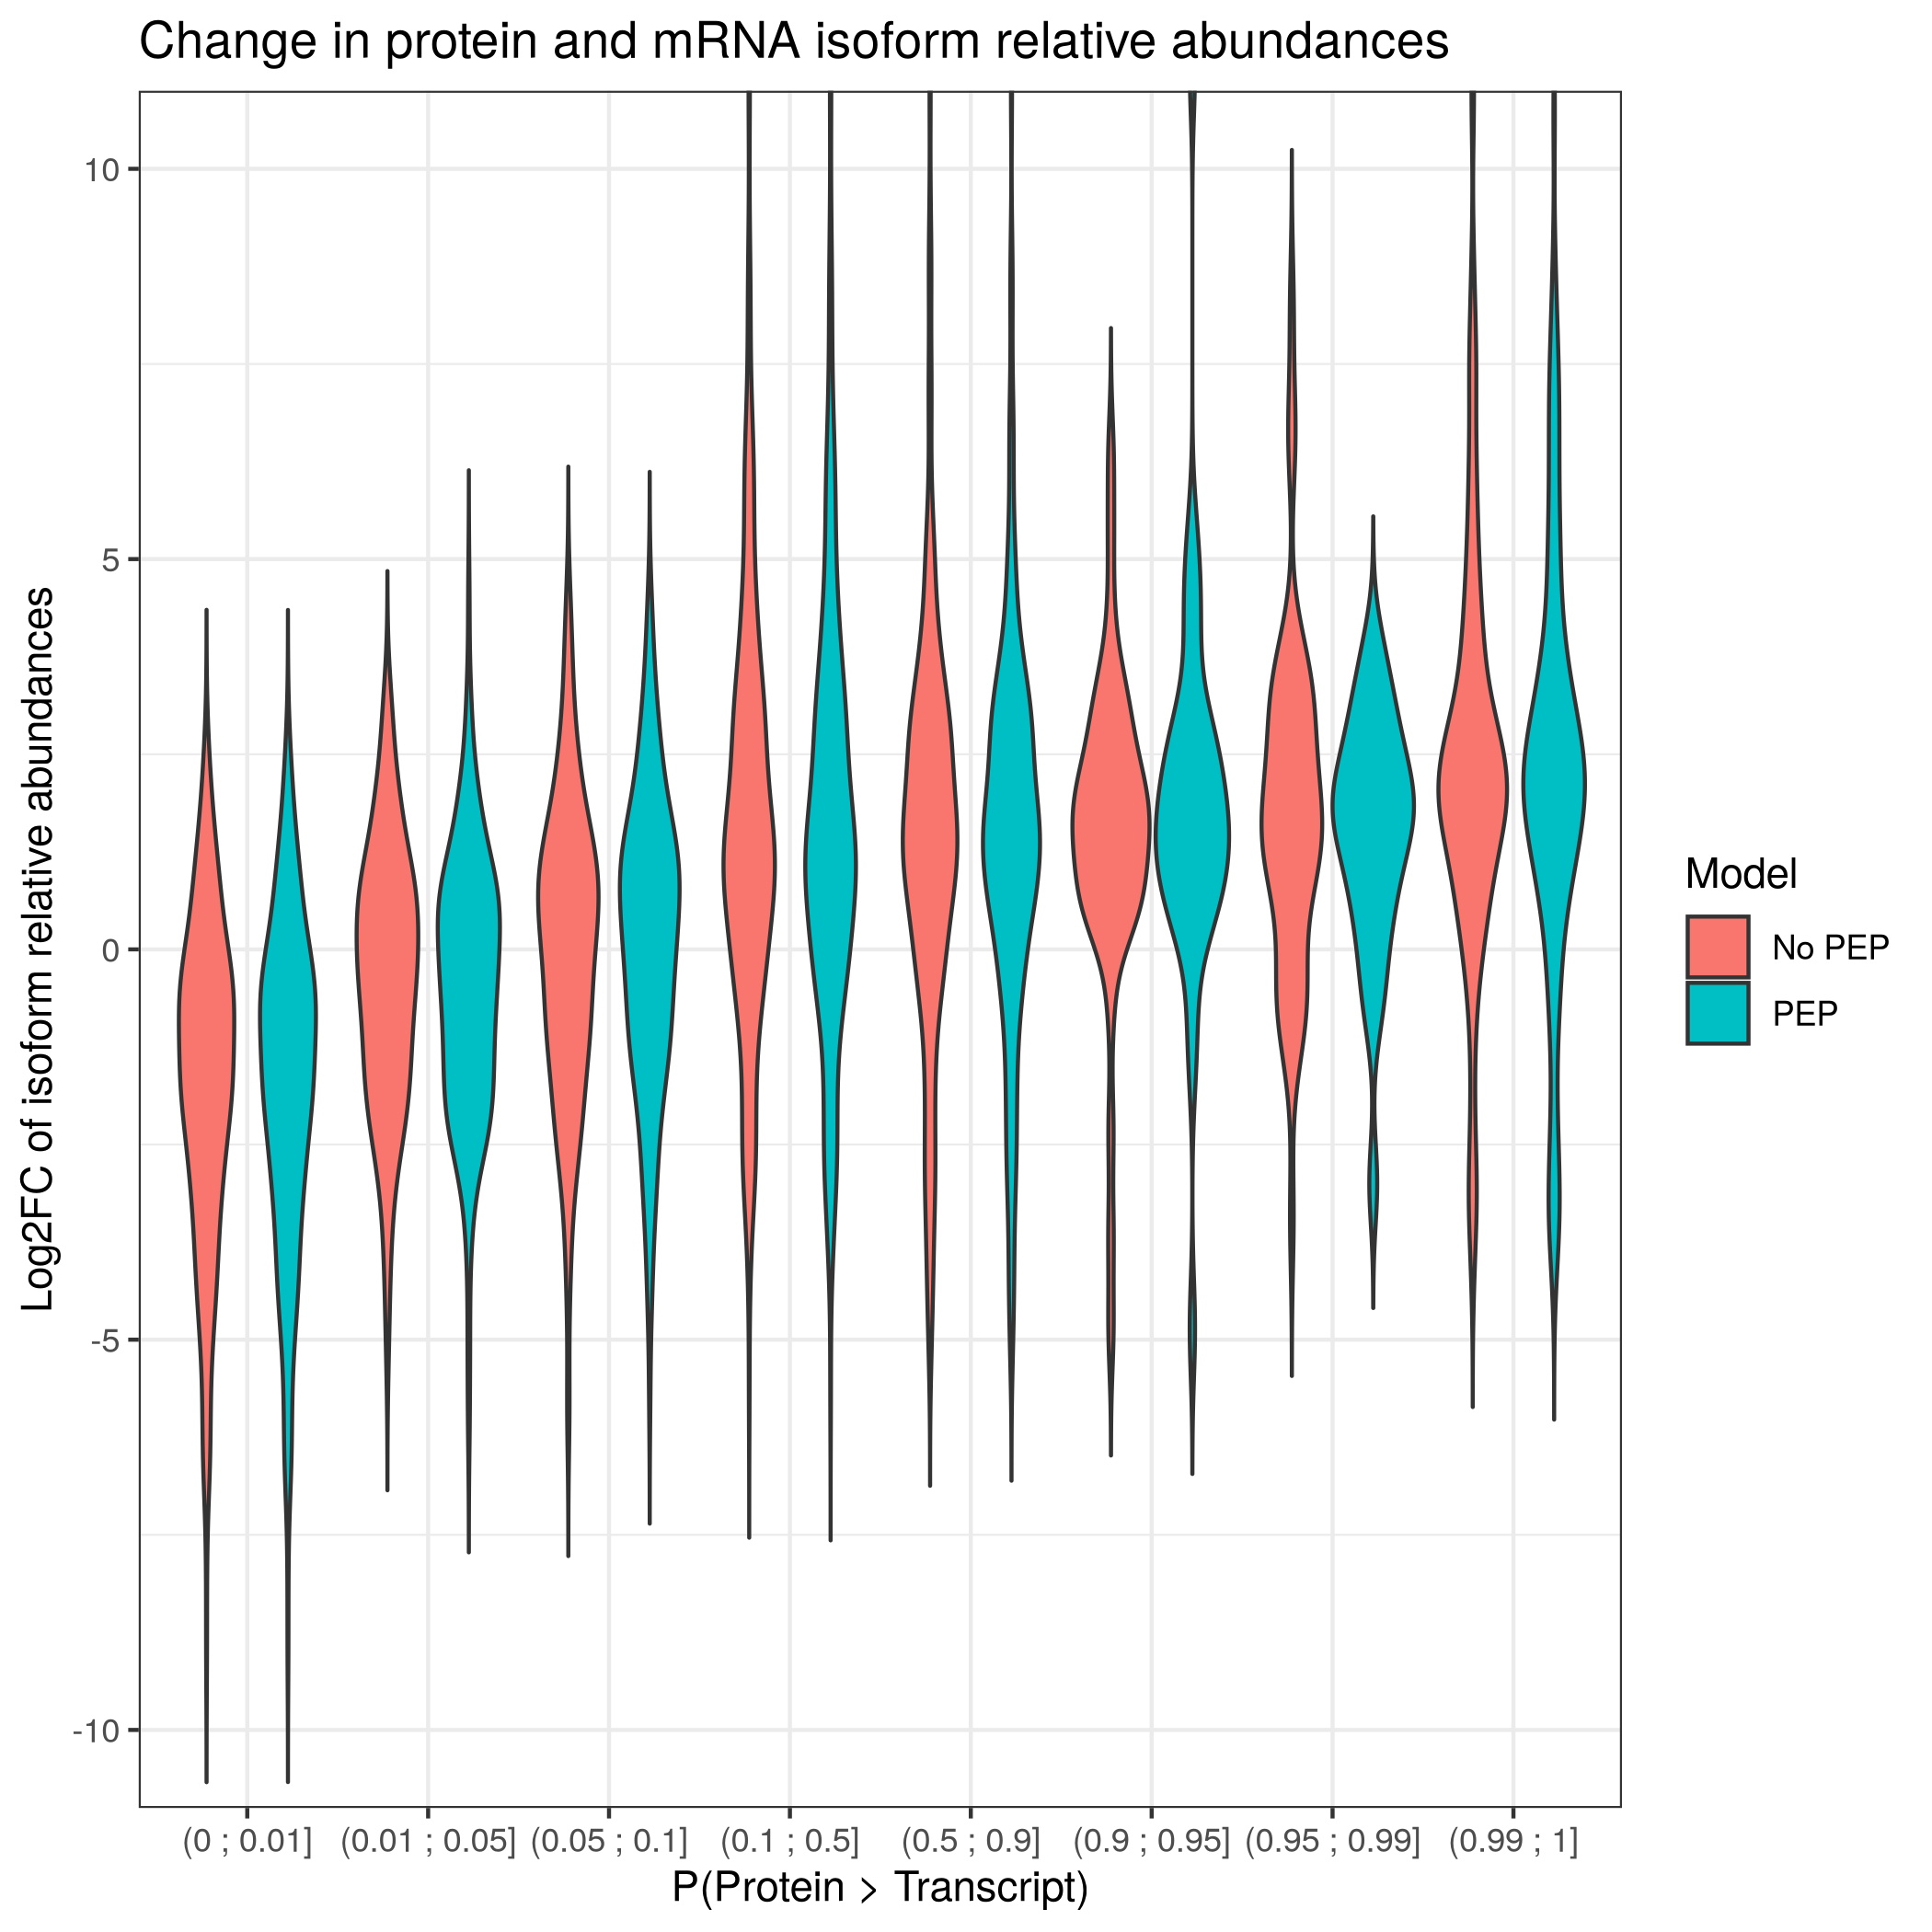 Change in protein and mRNA isoform relative abundances
Log2FC of isoform relative abundances
10
5
0
-5
-10
(0 ; 0.01]
(0.01 ; 0.05]
(0.05 ; 0.1]
(0.1 ; 0.5]
(0.5 ; 0.9]
(0.9 ; 0.95]
(0.95 ; 0.99]
(0.99 ; 1]
P(Protein > Transcript)
Model
No PEP
PEP